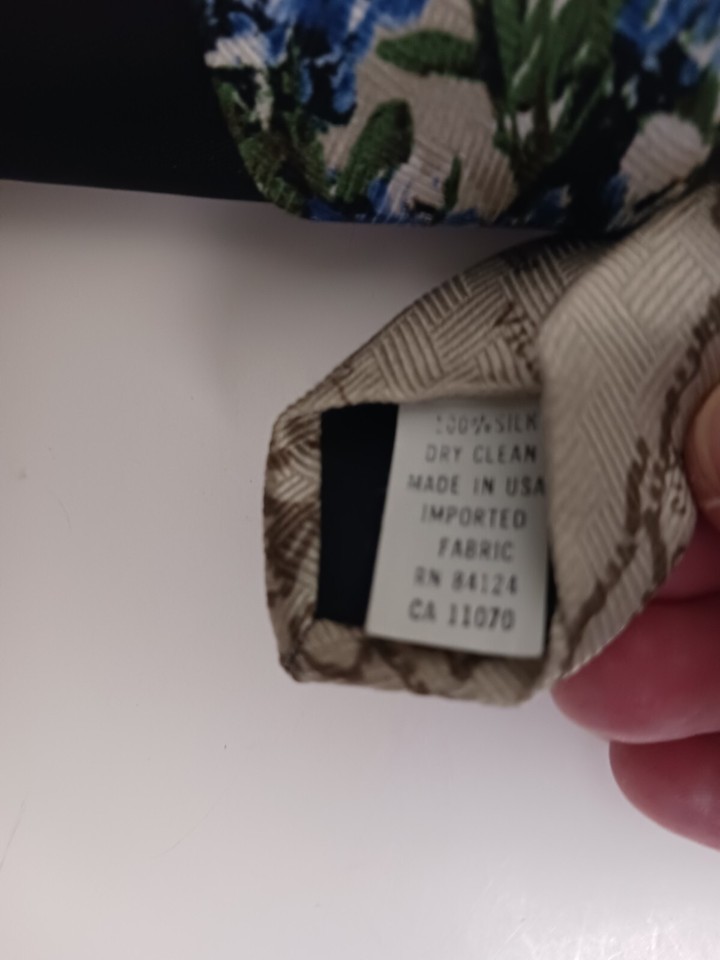 100% SILK
DRY CLEAN
MADE IN USA
IMPORTED
FABRIC
RN 84124
CA 11070